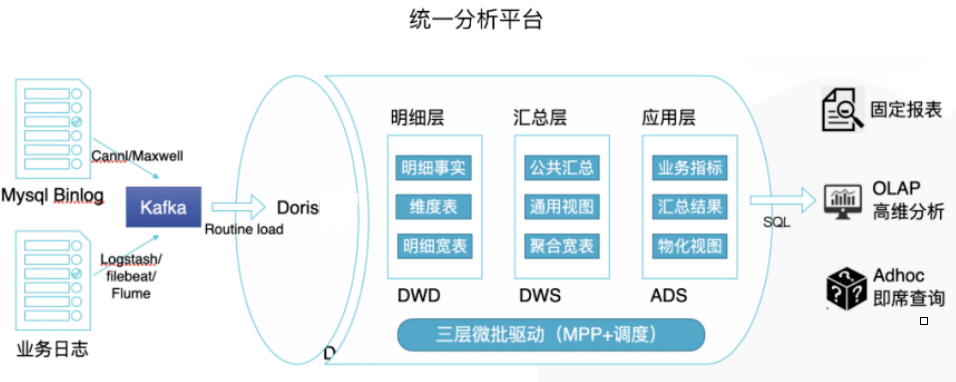 统一分析平台
Mysql Binlog
Cannl/Maxwell
Kafka
Routine load
Logstash/
filebeat/
Flume
业务日志
Doris
D
明细层
明细事实
维度表
明细宽表
DWD
汇总层
公共汇总
通用视图
聚合宽表
DWS
应用层
业务指标
汇总结果
物化视图
ADS
三层微批驱动（MPP+调度）
SQL
固定报表
OLAP
高维分析
Adhoc
即席查询